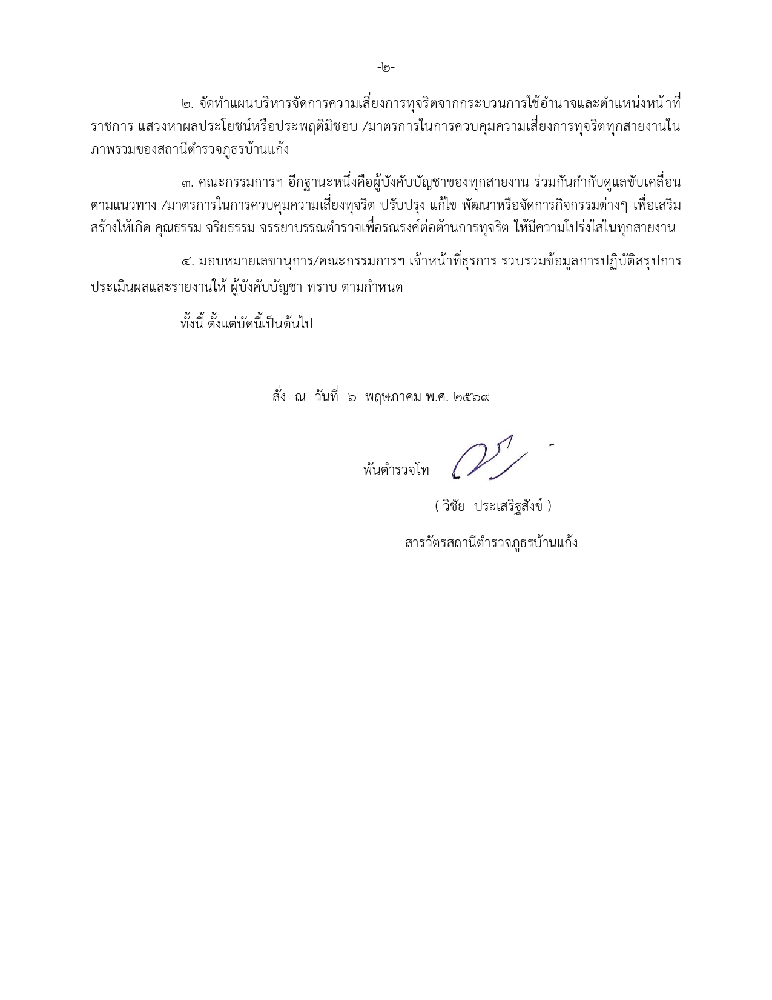 -๒-
๒. จัดทำแผนบริหารจัดการความเสี่ยงการทุจริตจากกระบวนการใช้อำนาจและตำแหน่งหน้าที่
ราชการ แสวงหาผลประโยชน์หรือประพฤติมิชอบ /มาตรการในการควบคุมความเสี่ยงการทุจริตทุกสายงานใน
ภาพรวมของสถานีตำรวจภูธรบ้านแก้ง
๓. คณะกรรมการฯ อีกฐานะหนึ่งคือผู้บังคับบัญชาของทุกสายงาน ร่วมกันกำกับดูแลขับเคลื่อน
ตามแนวทาง /มาตรการในการควบคุมความเสี่ยงทุจริต ปรับปรุง แก้ไข พัฒนาหรือจัดการกิจกรรมต่างๆ เพื่อเสริม
สร้างให้เกิด คุณธรรม จริยธรรม จรรยาบรรณตำรวจเพื่อรณรงค์ต่อต้านการทุจริต ให้มีความโปร่งใสในทุกสายงาน
๔. มอบหมายเลขานุการ/คณะกรรมการฯ เจ้าหน้าที่ธุรการ รวบรวมข้อมูลการปฏิบัติสรุปการ
ประเมินผลและรายงานให้ ผู้บังคับบัญชา ทราบ ตามกำหนด
ทั้งนี้ ตั้งแต่บัดนี้เป็นต้นไป
สั่ง ณ วันที่ ๖ พฤษภาคม พ.ศ. ๒๕๖๙
พันตำรวจโท
( วิชัย ประเสริฐสังข์ )
สารวัตรสถานีตำรวจภูธรบ้านแก้ง